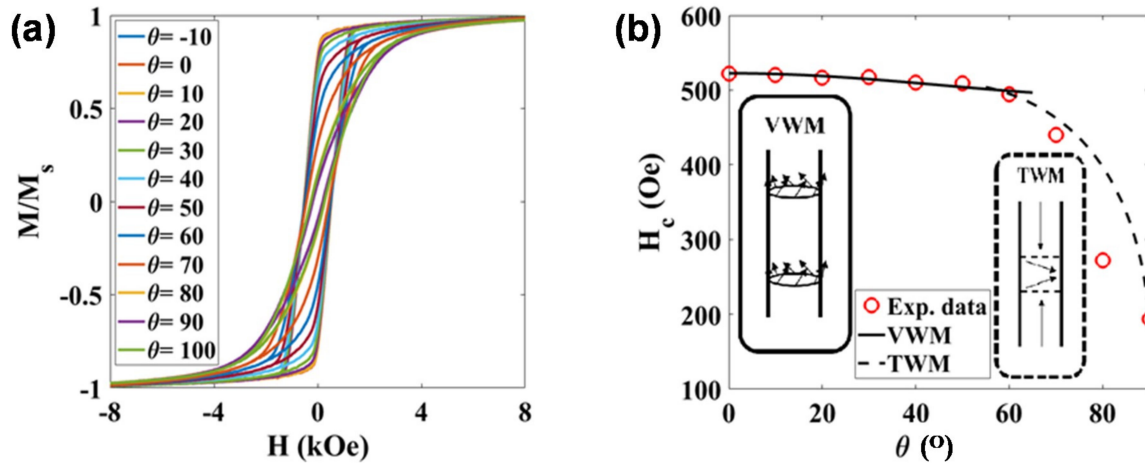 (a)
M/M_s
1
0.5
0
-0.5
-1
θ= -10
θ= 0
θ= 10
θ= 20
θ= 30
θ= 40
θ= 50
θ= 60
θ= 70
θ= 80
θ= 90
θ= 100
-8 -4 0 4 8
H (kOe)
(b)
H_c (Oe)
600
500
400
300
200
100
VWM
TWM
Exp. data
VWM
TWM
0 20 40 60 80
θ (º)